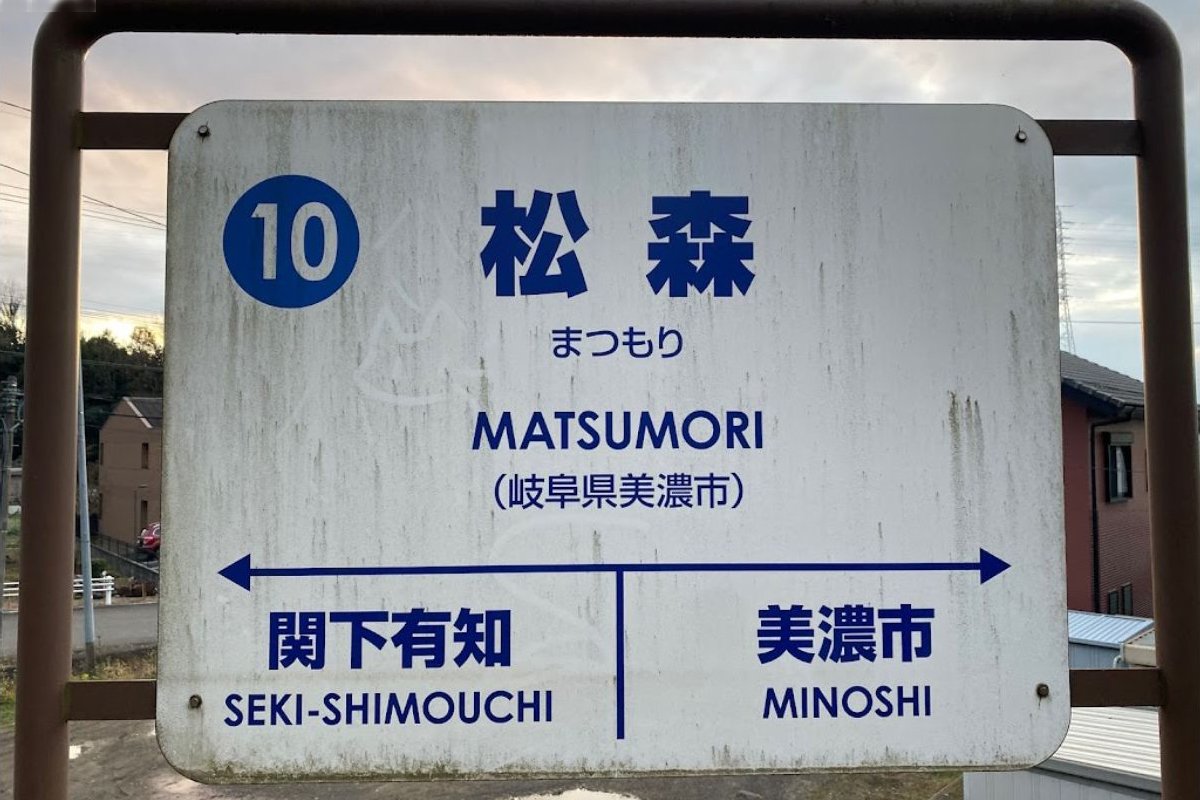 10
松森
まつもり
MATSUMORI
(岐阜県美濃市)
関下有知
SEKI-SHIMOUCHI
美濃市
MINOSHI